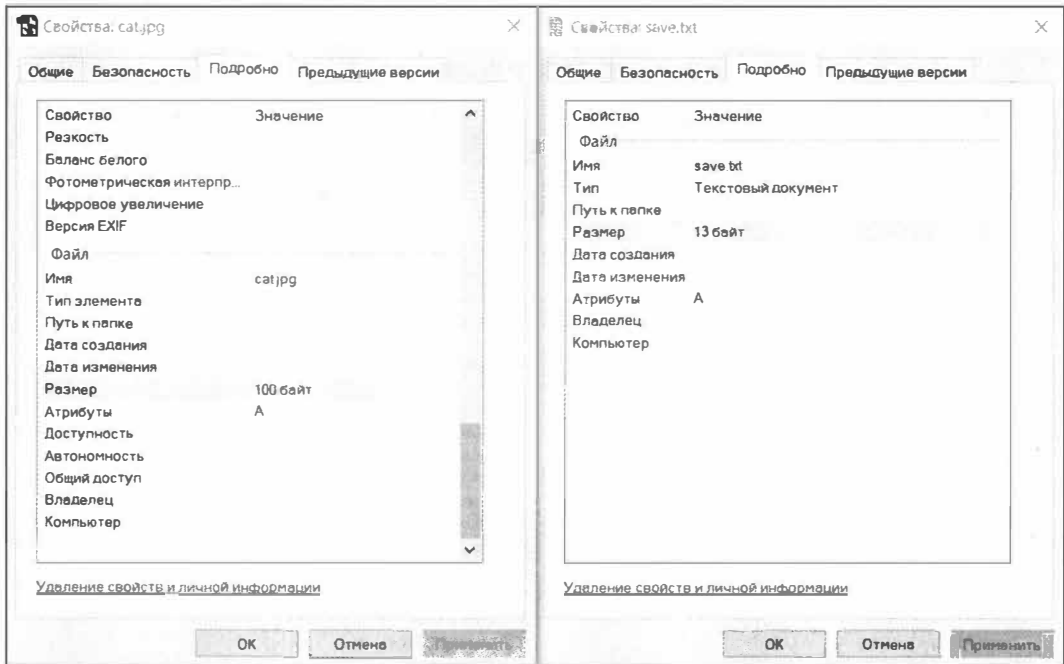 Свойства: cat.jpg
Общие Безопасность Подробно Предыдущие версии
Свойство Значение
Резкость
Баланс белого
Фотометрическая интерпр...
Цифровое увеличение
Версия EXIF
Файл
Имя cat.jpg
Тип элемента
Путь к папке
Дата создания
Дата изменения
Размер 100 байт
Атрибуты A
Доступность
Автономность
Общий доступ
Владелец
Компьютер
Удаление свойств и личной информации
ОК Отмена Применить
Свойства: save.txt
Общие Безопасность Подробно Предыдущие версии
Свойство Значение
Файл
Имя save.txt
Тип Текстовый документ
Путь к папке
Размер 13 байт
Дата создания
Дата изменения
Атрибуты A
Владелец
Компьютер
Удаление свойств и личной информации
ОК Отмена Применить